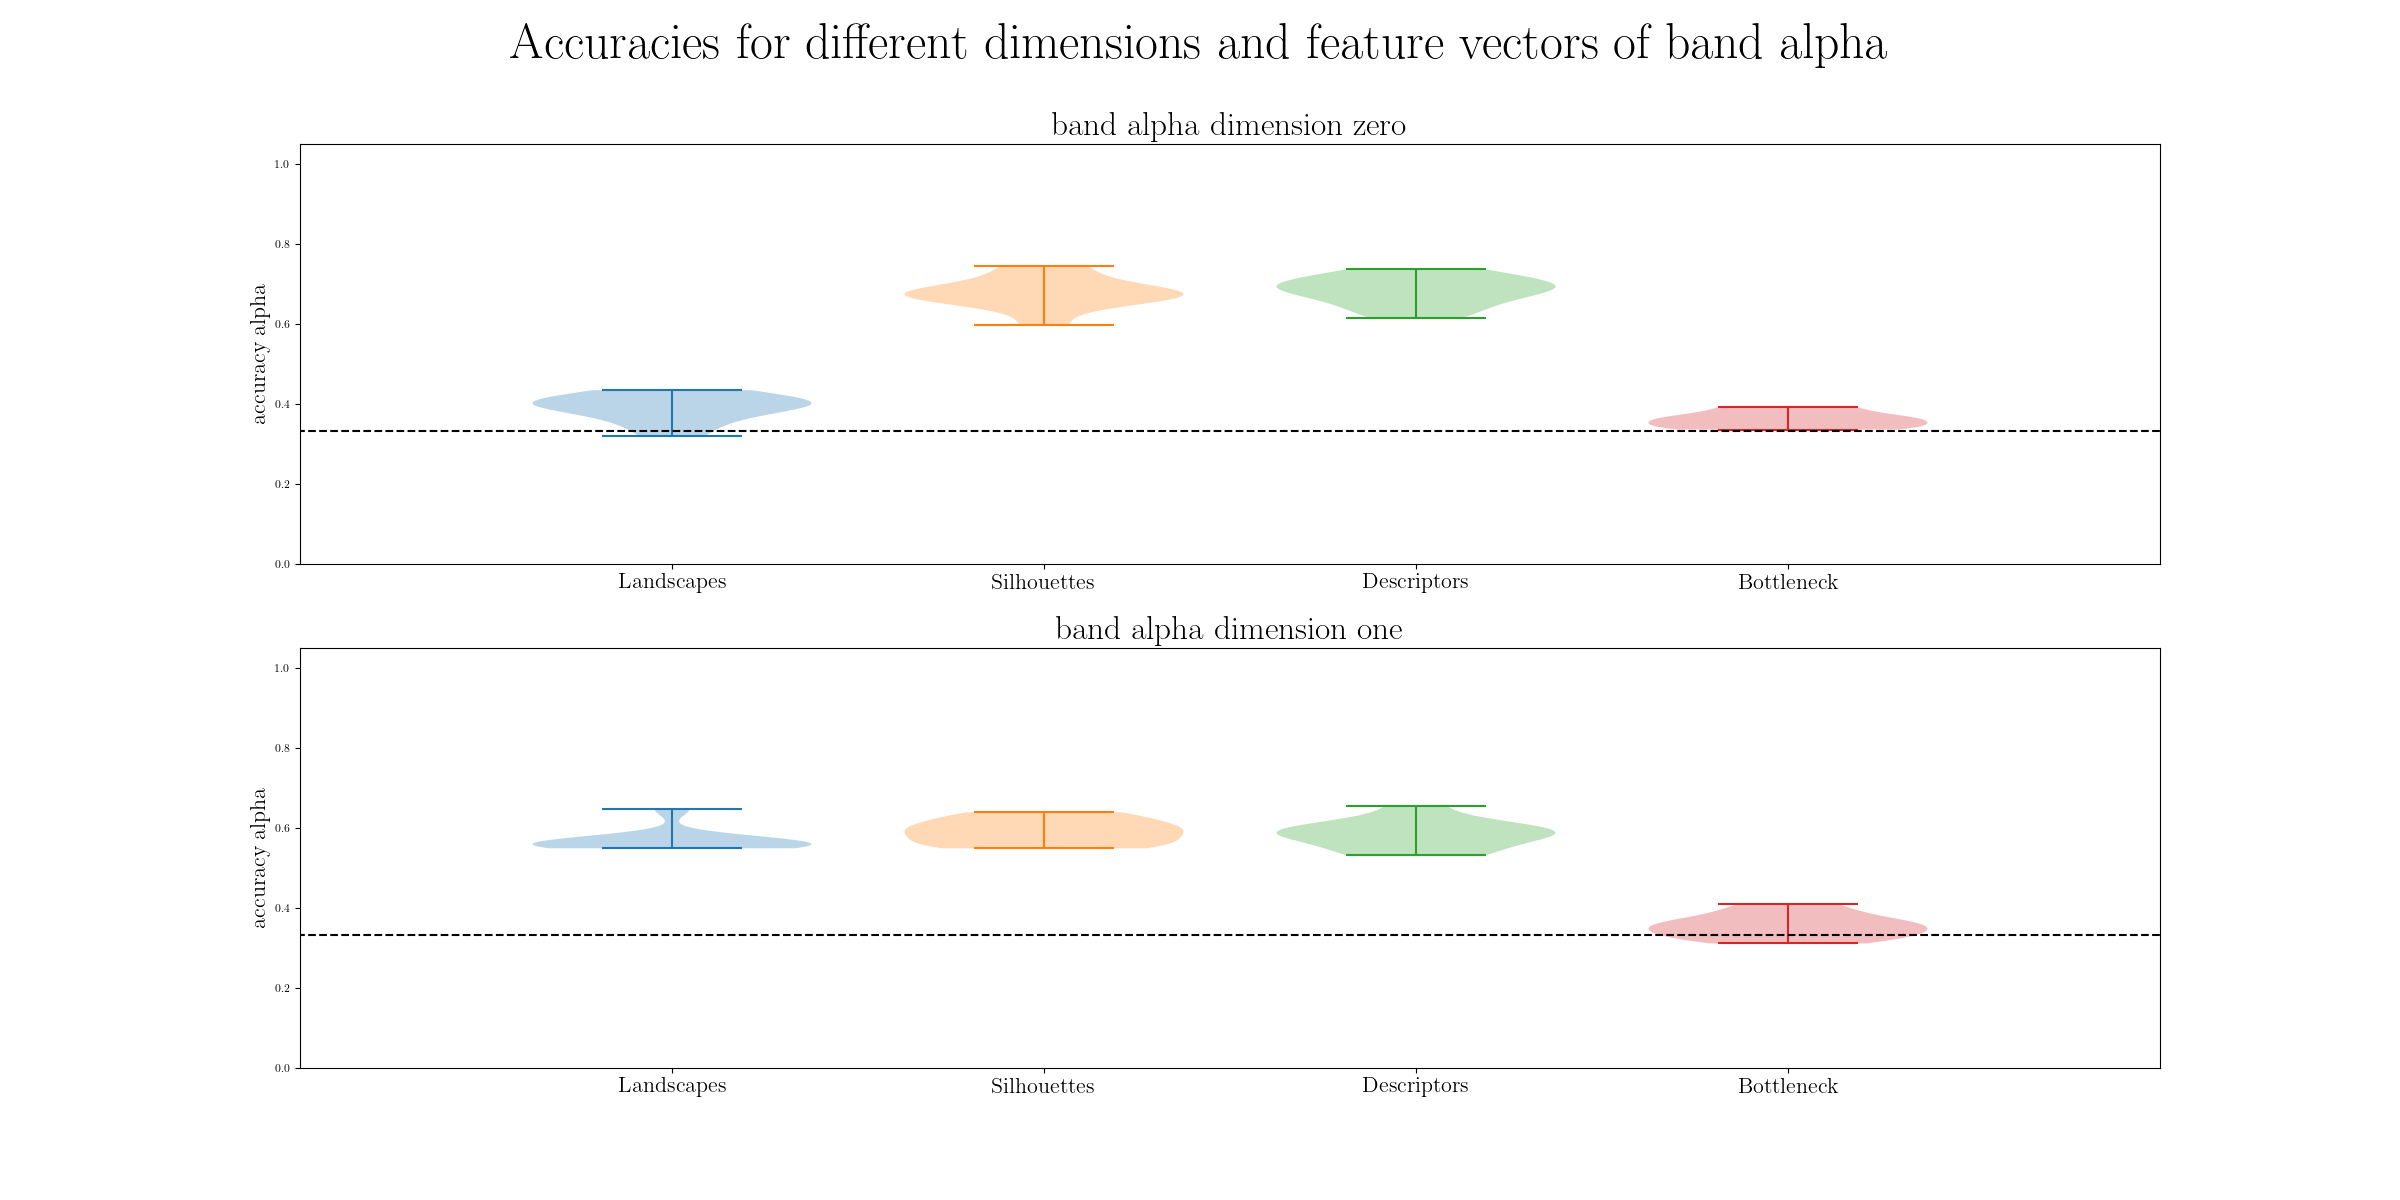 Accuracies for different dimensions and feature vectors of band alpha
band alpha dimension zero
1.0
0.8
0.6
0.4
0.2
0.0
accuracy alpha
Landscapes Silhouettes Descriptors Bottleneck
band alpha dimension one
1.0
0.8
0.6
0.4
0.2
0.0
accuracy alpha
Landscapes Silhouettes Descriptors Bottleneck